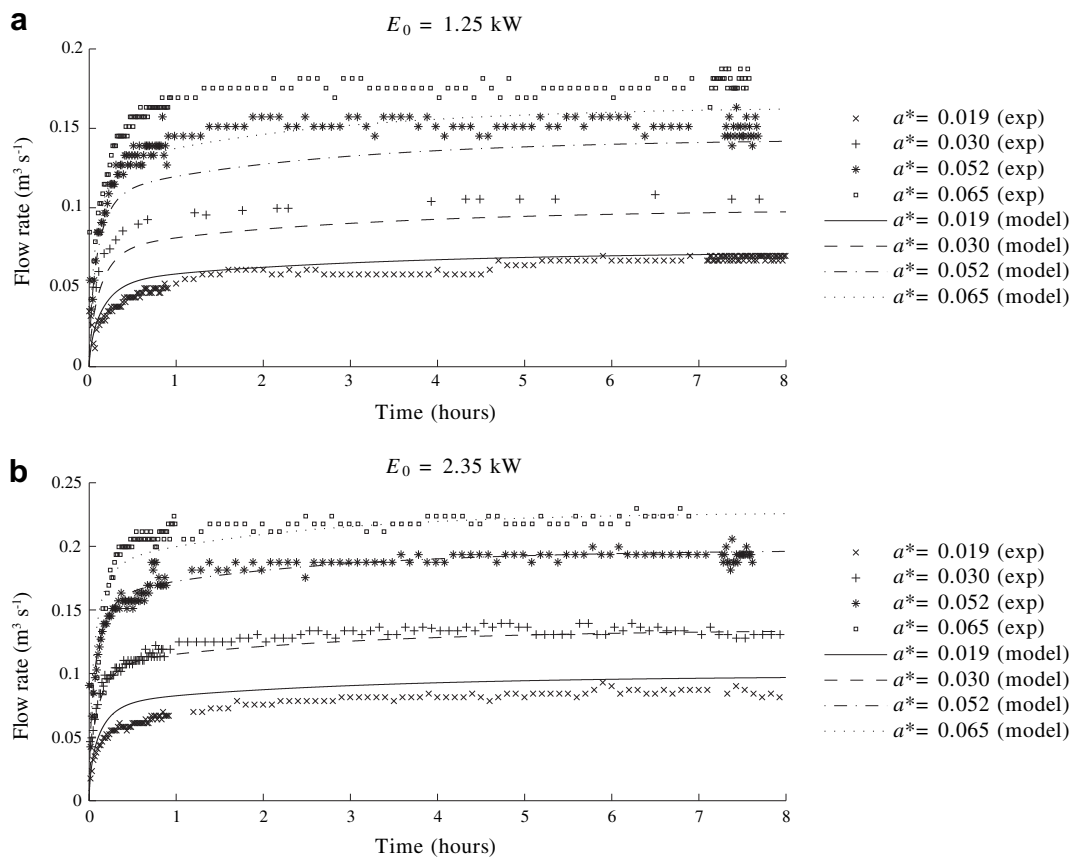 a
E₀ = 1.25 kW
0.2
0.15
0.1
0.05
0
Flow rate (m³ s⁻¹)
0 1 2 3 4 5 6 7 8
Time (hours)
a*= 0.019 (exp)
a*= 0.030 (exp)
a*= 0.052 (exp)
a*= 0.065 (exp)
a*= 0.019 (model)
a*= 0.030 (model)
a*= 0.052 (model)
a*= 0.065 (model)
b
E₀ = 2.35 kW
0.25
0.2
0.15
0.1
0.05
0
Flow rate (m³ s⁻¹)
0 1 2 3 4 5 6 7 8
Time (hours)
a*= 0.019 (exp)
a*= 0.030 (exp)
a*= 0.052 (exp)
a*= 0.065 (exp)
a*= 0.019 (model)
a*= 0.030 (model)
a*= 0.052 (model)
a*= 0.065 (model)